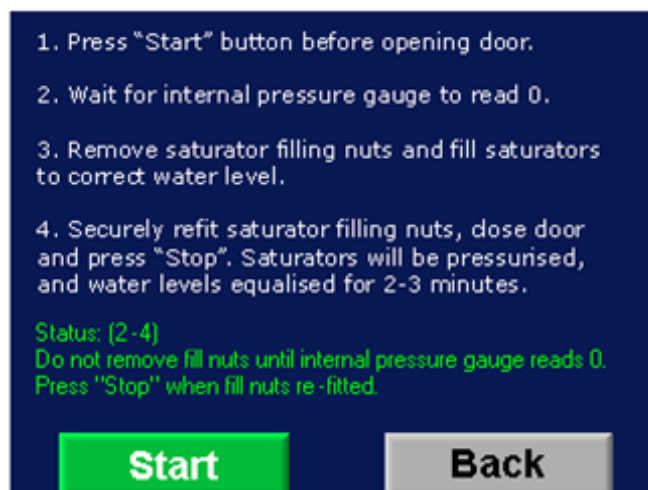 1. Press "Start" button before opening door.
2. Wait for internal pressure gauge to read 0.
3. Remove saturator filling nuts and fill saturators
to correct water level.
4. Securely refit saturator filling nuts, close door
and press "Stop". Saturators will be pressurised,
and water levels equalised for 2-3 minutes.
Status: (2-4)
Do not remove fill nuts until internal pressure gauge reads 0.
Press "Stop" when fill nuts re-fitted.
Start
Back